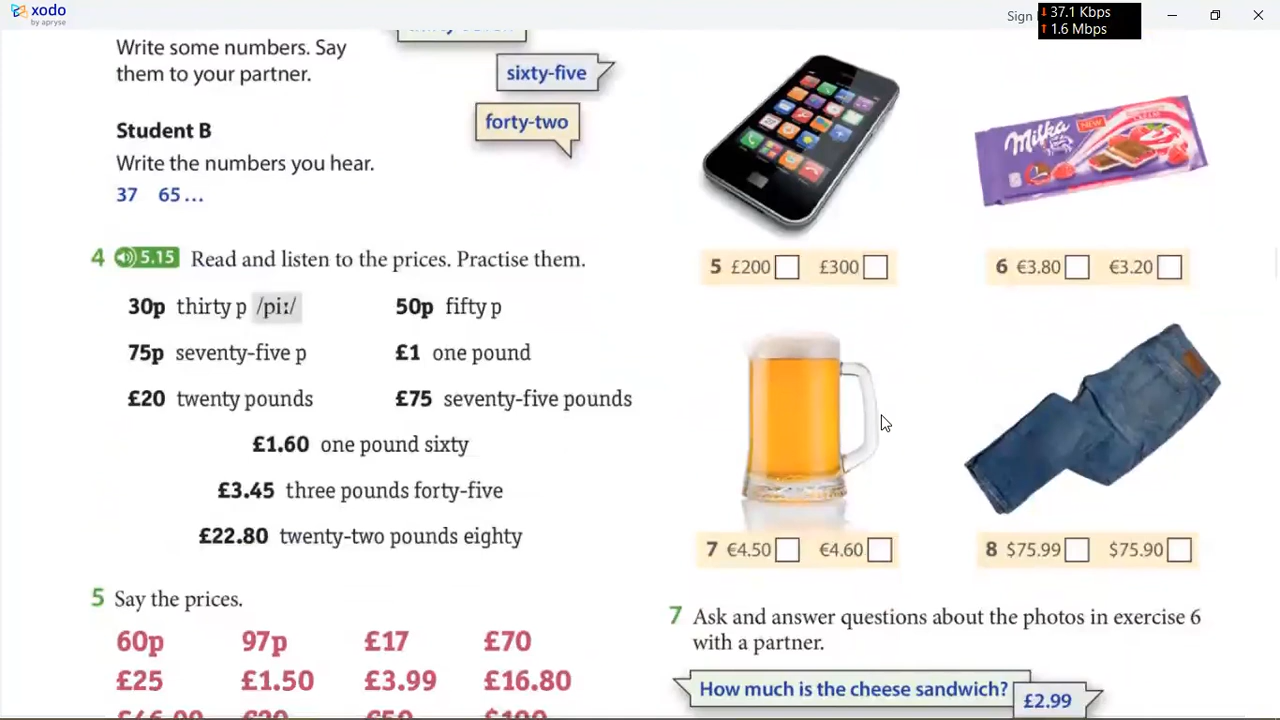 xodo
by apryse
Sign
↓ 37.1 Kbps
↑ 1.6 Mbps
Write some numbers. Say
them to your partner.
sixty-five
forty-two
Student B
Write the numbers you hear.
37 65...
4 5.15 Read and listen to the prices. Practise them.
30p thirty p /piː/ 50p fifty p
75p seventy-five p £1 one pound
£20 twenty pounds £75 seventy-five pounds
£1.60 one pound sixty
£3.45 three pounds forty-five
£22.80 twenty-two pounds eighty
5 Say the prices.
60p 97p £17 £70
£25 £1.50 £3.99 £16.80
Milka NEW
5 £200 £300
6 €3.80 €3.20
7 €4.50 €4.60
8 $75.99 $75.90
7 Ask and answer questions about the photos in exercise 6
with a partner.
How much is the cheese sandwich?
£2.99